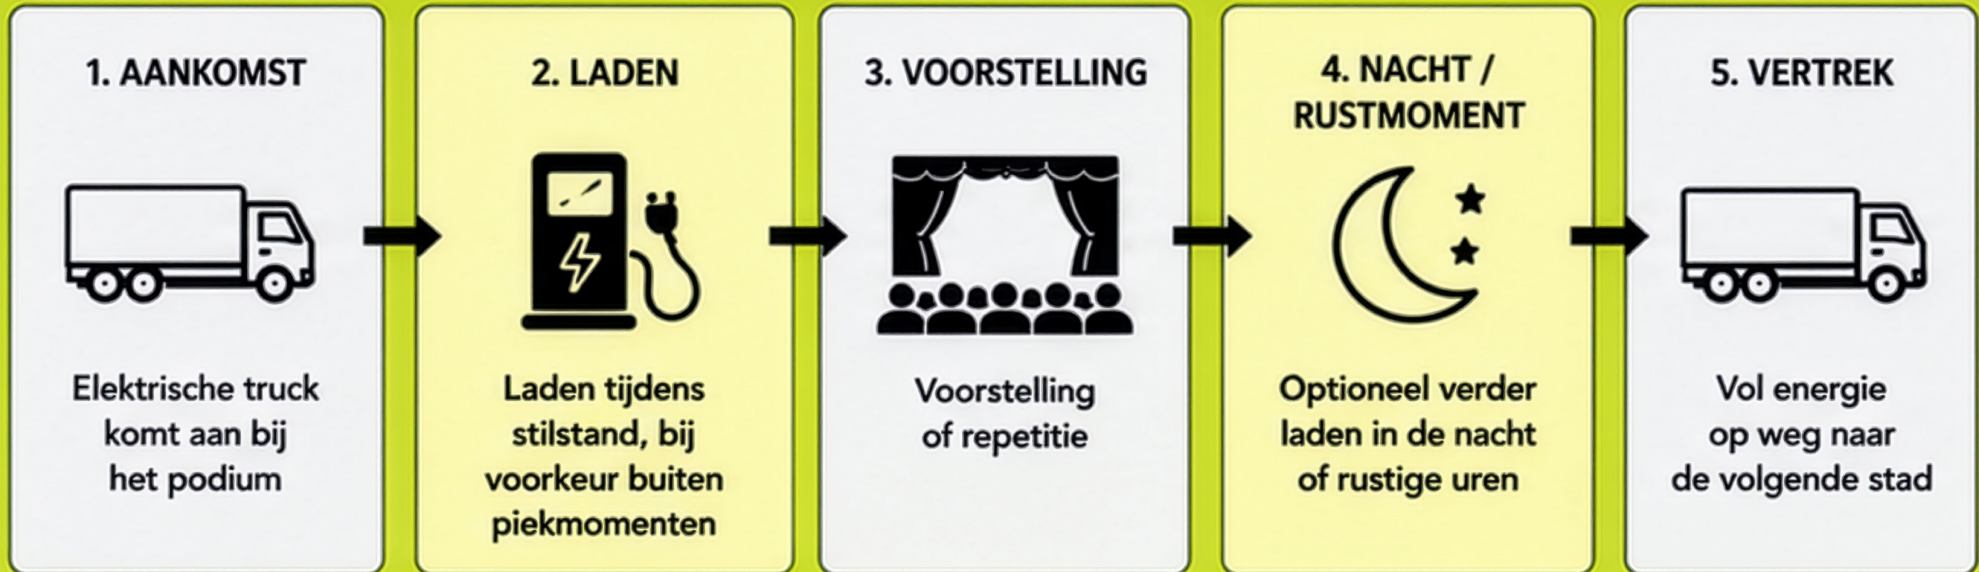 1. AANKOMST
Elektrische truck
komt aan bij
het podium
2. LADEN
Laden tijdens
stilstand, bij
voorkeur buiten
piekmomenten
3. VOORSTELLING
Voorstelling
of repetitie
4. NACHT /
RUSTMOMENT
Optioneel verder
laden in de nacht
of rustige uren
5. VERTREK
Vol energie
op weg naar
de volgende stad